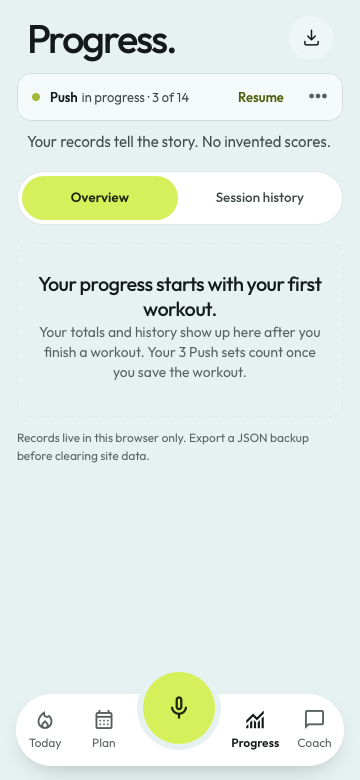 Progress.
Push in progress · 3 of 14
Resume
Your records tell the story. No invented scores.
Overview
Session history
Your progress starts with your first
workout.
Your totals and history show up here after you
finish a workout. Your 3 Push sets count once
you save the workout.
Records live in this browser only. Export a JSON backup
before clearing site data.
Today
Plan
Progress
Coach